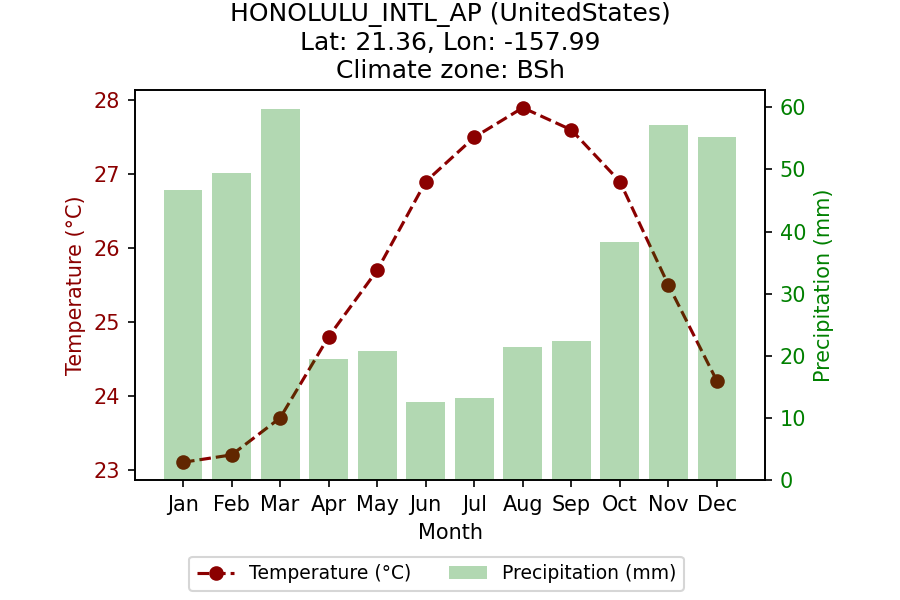 HONOLULU_INTL_AP (UnitedStates)
Lat: 21.36, Lon: -157.99
Climate zone: BSh
28
27
26
25
24
23
Temperature (°C)
60
50
40
30
20
10
0
Precipitation (mm)
Jan Feb Mar Apr May Jun Jul Aug Sep Oct Nov Dec
Month
Temperature (°C) Precipitation (mm)